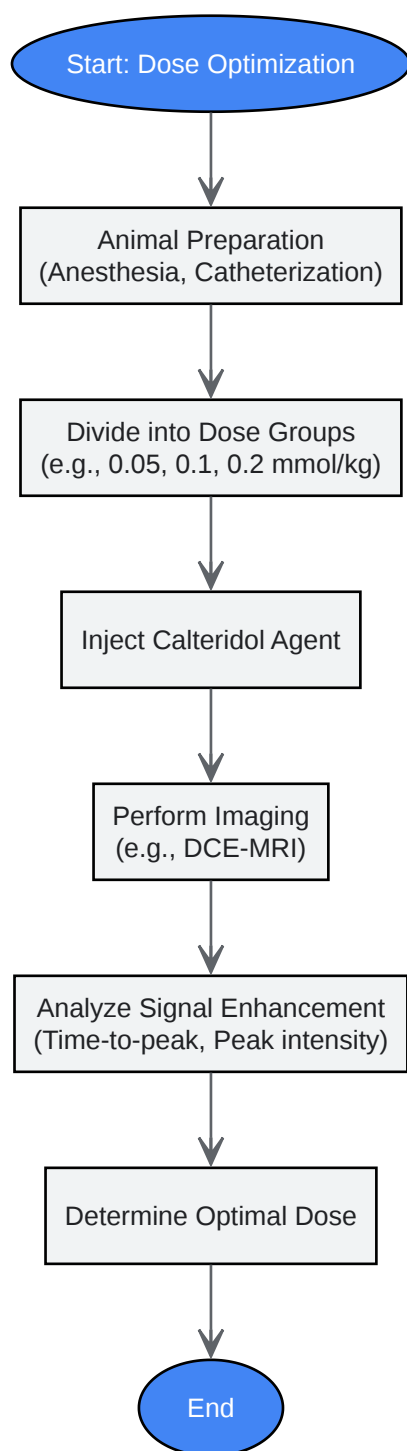 Start: Dose Optimization
Animal Preparation
(Anesthesia, Catheterization)
Divide into Dose Groups
(e.g., 0.05, 0.1, 0.2 mmol/kg)
Inject Calteridol Agent
Perform Imaging
(e.g., DCE-MRI)
Analyze Signal Enhancement
(Time-to-peak, Peak intensity)
Determine Optimal Dose
End